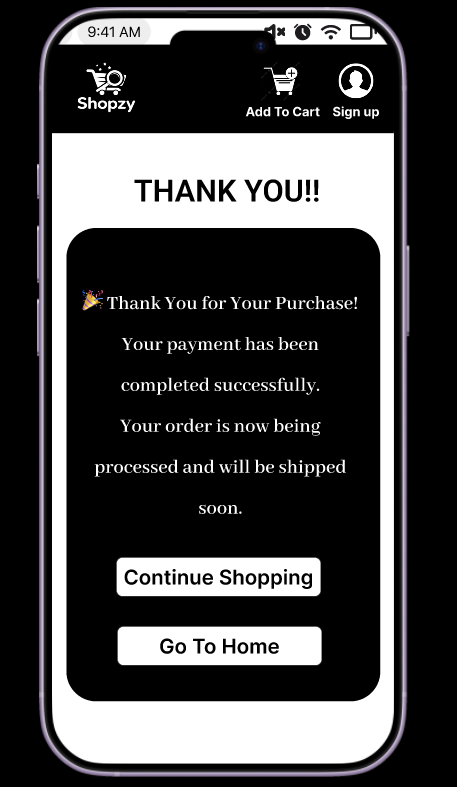 9:41 AM
Shopzy
Add To Cart
Sign up
THANK YOU!!
🎉Thank You for Your Purchase!
Your payment has been
completed successfully.
Your order is now being
processed and will be shipped
soon.
Continue Shopping
Go To Home